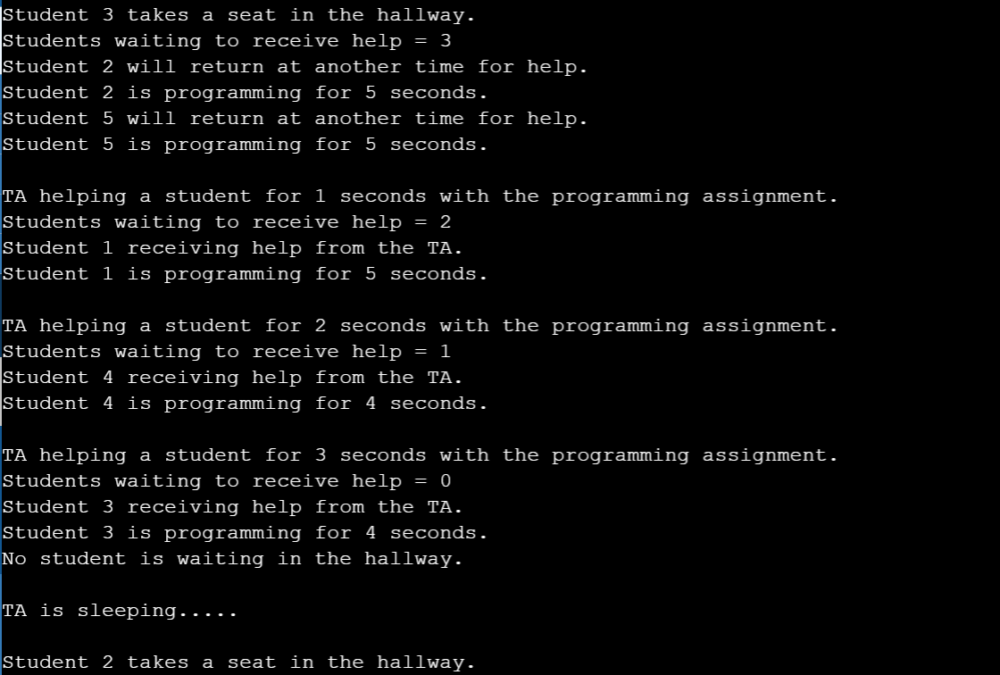 Student 3 takes a seat in the hallway.
Students waiting to receive help = 3
Student 2 will return at another time for help.
Student 2 is programming for 5 seconds.
Student 5 will return at another time for help.
Student 5 is programming for 5 seconds.
TA helping a student for 1 seconds with the programming assignment.
Students waiting to receive help = 2
Student 1 receiving help from the TA.
Student 1 is programming for 5 seconds.
TA helping a student for 2 seconds with the programming assignment.
Students waiting to receive help = 1
Student 4 receiving help from the TA.
Student 4 is programming for 4 seconds.
TA helping a student for 3 seconds with the programming assignment.
Students waiting to receive help = 0
Student 3 receiving help from the TA.
Student 3 is programming for 4 seconds.
No student is waiting in the hallway.
TA is sleeping.....
Student 2 takes a seat in the hallway.